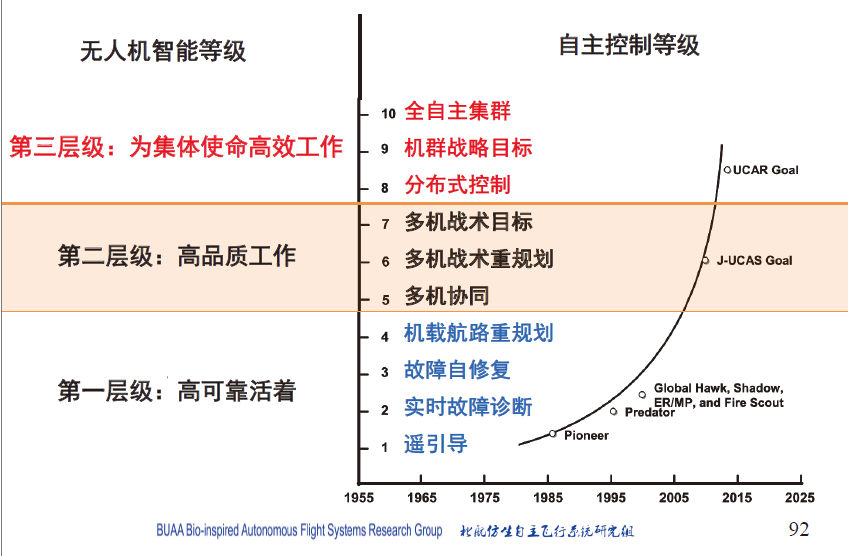 无人机智能等级
自主控制等级
10 全自主集群
第三层级：为集体使命高效工作
9 机群战略目标
UCAR Goal
8 分布式控制
7 多机战术目标
第二层级：高品质工作
6 多机战术重规划
J-UCAS Goal
5 多机协同
4 机载航路重规划
3 故障自修复
第一层级：高可靠活着
Global Hawk, Shadow,
ER/MP, and Fire Scout
2 实时故障诊断
Predator
1 遥引导
Pioneer
1955 1965 1975 1985 1995 2005 2015 2025
BUAA Bio-inspired Autonomous Flight Systems Research Group 北航仿生自主飞行系统研究组
92